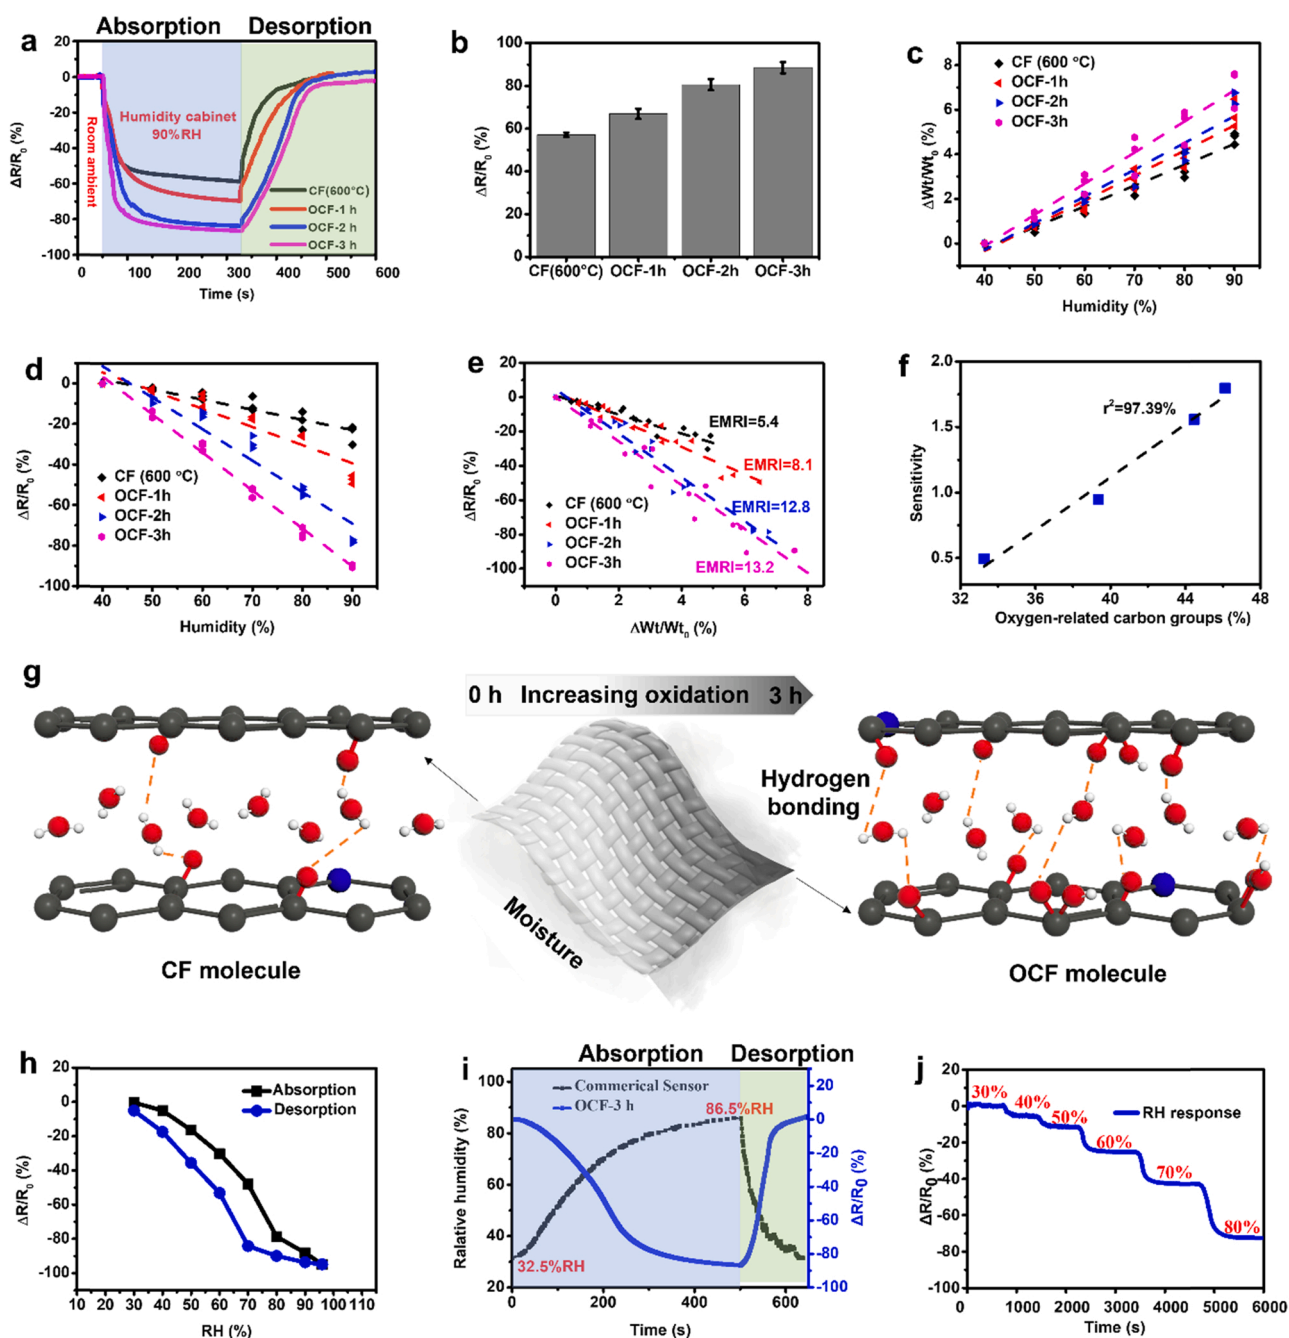 Absorption Desorption
a
20
0
-20
-40
-60
-80
-100
ΔR/R0 (%)
Room ambient
Humidity cabinet
90%RH
CF(600°C)
OCF-1 h
OCF-2 h
OCF-3 h
0 100 200 300 400 500 600
Time (s)
b
100
80
60
40
20
0
ΔR/R0 (%)
CF(600°C) OCF-1h OCF-2h OCF-3h
c
8
6
4
2
0
ΔWt/Wt0 (%)
CF (600 °C)
OCF-1h
OCF-2h
OCF-3h
40 50 60 70 80 90
Humidity (%)
d
0
-20
-40
-60
-80
-100
ΔR/R0 (%)
CF (600 °C)
OCF-1h
OCF-2h
OCF-3h
40 50 60 70 80 90
Humidity (%)
e
20
0
-20
-40
-60
-80
-100
ΔR/R0 (%)
EMRI=5.4
EMRI=8.1
EMRI=12.8
EMRI=13.2
CF (600 °C)
OCF-1h
OCF-2h
OCF-3h
0 2 4 6 8
ΔWt/Wt0 (%)
f
2.0
1.5
1.0
0.5
Sensitivity
r²=97.39%
32 36 40 44 48
Oxygen-related carbon groups (%)
g
0 h Increasing oxidation 3 h
Hydrogen
bonding
Moisture
CF molecule
OCF molecule
h
20
0
-20
-40
-60
-80
-100
ΔR/R0 (%)
Absorption
Desorption
10 20 30 40 50 60 70 80 90 100 110
RH (%)
i
Absorption Desorption
100
80
60
40
20
Ralative humidity (%)
Commerical Sensor
OCF-3 h
86.5%RH
32.5%RH
20
0
-20
-40
-60
-80
-100
ΔR/R0 (%)
0 200 400 600
Time (s)
j
20
0
-20
-40
-60
-80
-100
ΔR/R0 (%)
30%
40%
50%
60%
70%
80%
RH response
0 1000 2000 3000 4000 5000 6000
Time (s)